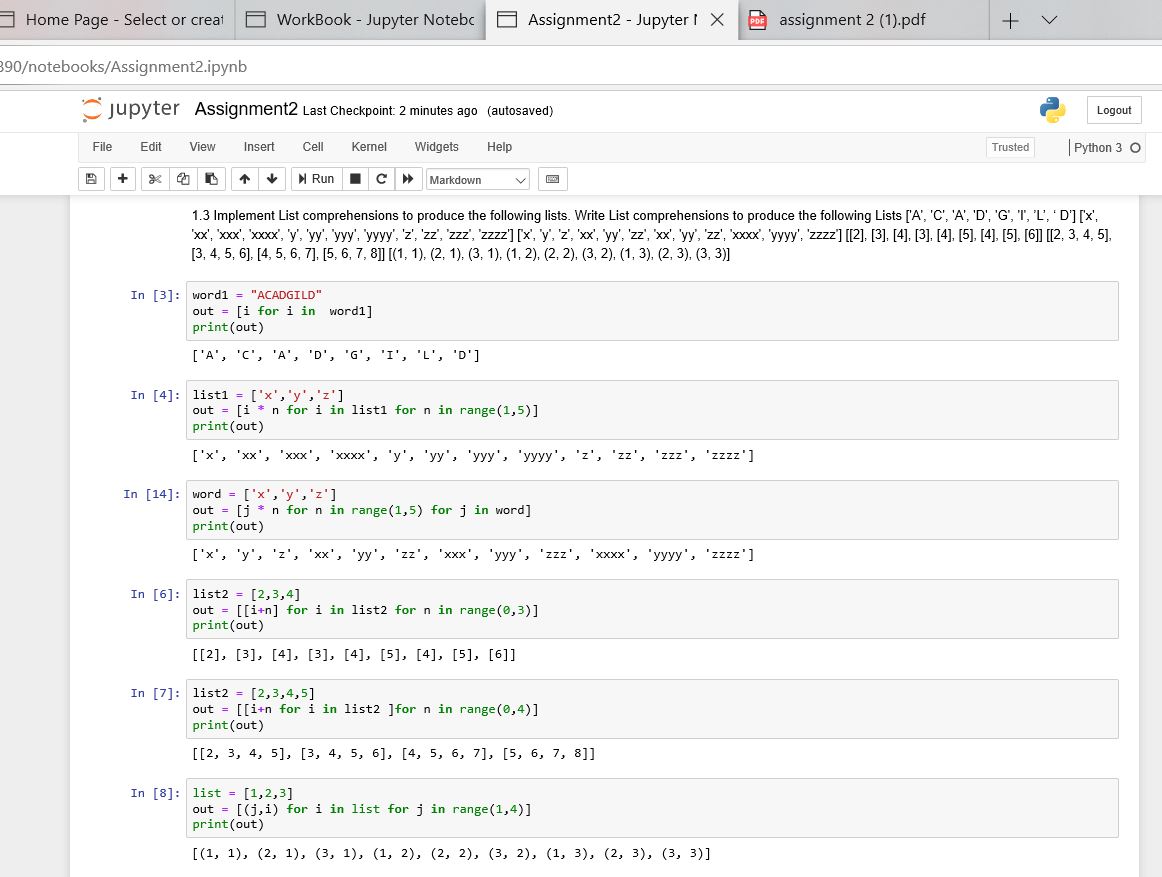 Home Page - Select or creat
WorkBook - Jupyter Notebo
Assignment2 - Jupyter N
PDF
assignment 2 (1).pdf
390/notebooks/Assignment2.ipynb
jupyter
Assignment2 Last Checkpoint: 2 minutes ago (autosaved)
Logout
File Edit View Insert Cell Kernel Widgets Help
Trusted
Python 3
Run
Markdown
1.3 Implement List comprehensions to produce the following lists. Write List comprehensions to produce the following Lists ['A', 'C', 'A', 'D', 'G', 'I', 'L', ' D'] ['x',
'xx', 'xxx', 'xxxx', 'y', 'yy', 'yyy', 'yyyy', 'z', 'zz', 'zzz', 'zzzz'] ['x', 'y', 'z', 'xx', 'yy', 'zz', 'xx', 'yy', 'zz', 'xxxx', 'yyyy', 'zzzz'] [[2], [3], [4], [3], [4], [5], [4], [5], [6]] [[2, 3, 4, 5],
[3, 4, 5, 6], [4, 5, 6, 7], [5, 6, 7, 8]] [(1, 1), (2, 1), (3, 1), (1, 2), (2, 2), (3, 2), (1, 3), (2, 3), (3, 3)]
In [3]: word1 = "ACADGILD"
out = [i for i in  word1]
print(out)
['A', 'C', 'A', 'D', 'G', 'I', 'L', 'D']
In [4]: list1 = ['x','y','z']
out = [i * n for i in list1 for n in range(1,5)]
print(out)
['x', 'xx', 'xxx', 'xxxx', 'y', 'yy', 'yyy', 'yyyy', 'z', 'zz', 'zzz', 'zzzz']
In [14]: word = ['x','y','z']
out = [j * n for n in range(1,5) for j in word]
print(out)
['x', 'y', 'z', 'xx', 'yy', 'zz', 'xxx', 'yyy', 'zzz', 'xxxx', 'yyyy', 'zzzz']
In [6]: list2 = [2,3,4]
out = [[i+n] for i in list2 for n in range(0,3)]
print(out)
[[2], [3], [4], [3], [4], [5], [4], [5], [6]]
In [7]: list2 = [2,3,4,5]
out = [[i+n for i in list2 ]for n in range(0,4)]
print(out)
[[2, 3, 4, 5], [3, 4, 5, 6], [4, 5, 6, 7], [5, 6, 7, 8]]
In [8]: list = [1,2,3]
out = [(j,i) for i in list for j in range(1,4)]
print(out)
[(1, 1), (2, 1), (3, 1), (1, 2), (2, 2), (3, 2), (1, 3), (2, 3), (3, 3)]